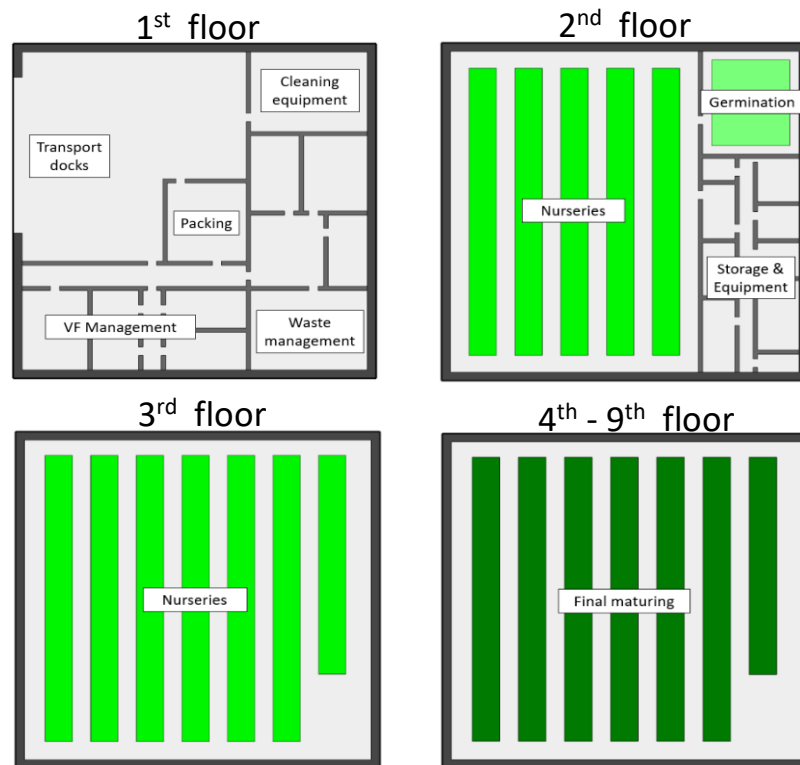 1st floor
Cleaning
equipment
Transport
docks
Packing
VF Management
Waste
management
2nd floor
Germination
Nurseries
Storage &
Equipment
3rd floor
Nurseries
4th - 9th floor
Final maturing